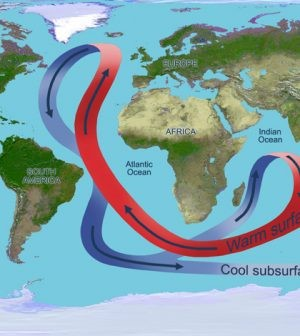 EUROPE
AFRICA
Indian
Ocean
SOUTH
AMERICA
Atlantic
Ocean
Warm surfa
Cool subsurfa